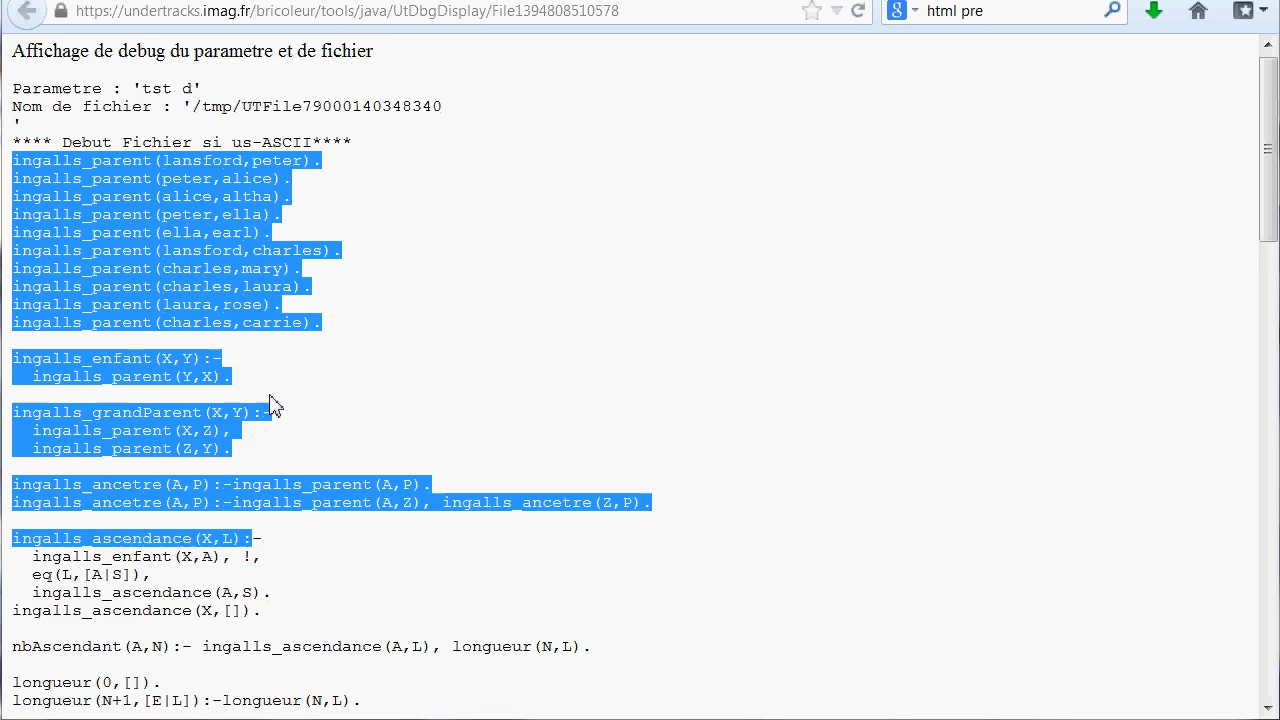 https://undertracks.imag.fr/bricoleur/tools/java/UtDbgDisplay/File1394808510578
html pre
Affichage de debug du parametre et de fichier
Parametre : 'tst d'
Nom de fichier : '/tmp/UTFile79000140348340
'
**** Debut Fichier si us-ASCII****
ingalls_parent(lansford,peter).
ingalls_parent(peter,alice).
ingalls_parent(alice,altha).
ingalls_parent(peter,ella).
ingalls_parent(ella,earl).
ingalls_parent(lansford,charles).
ingalls_parent(charles,mary).
ingalls_parent(charles,laura).
ingalls_parent(laura,rose).
ingalls_parent(charles,carrie).
ingalls_enfant(X,Y):-
  ingalls_parent(Y,X).
ingalls_grandParent(X,Y):-
  ingalls_parent(X,Z),
  ingalls_parent(Z,Y).
ingalls_ancetre(A,P):-ingalls_parent(A,P).
ingalls_ancetre(A,P):-ingalls_parent(A,Z), ingalls_ancetre(Z,P).
ingalls_ascendance(X,L):-
  ingalls_enfant(X,A), !,
  eq(L,[A|S]),
  ingalls_ascendance(A,S).
ingalls_ascendance(X,[]).
nbAscendant(A,N):- ingalls_ascendance(A,L), longueur(N,L).
longueur(0,[]).
longueur(N+1,[E|L]):-longueur(N,L).